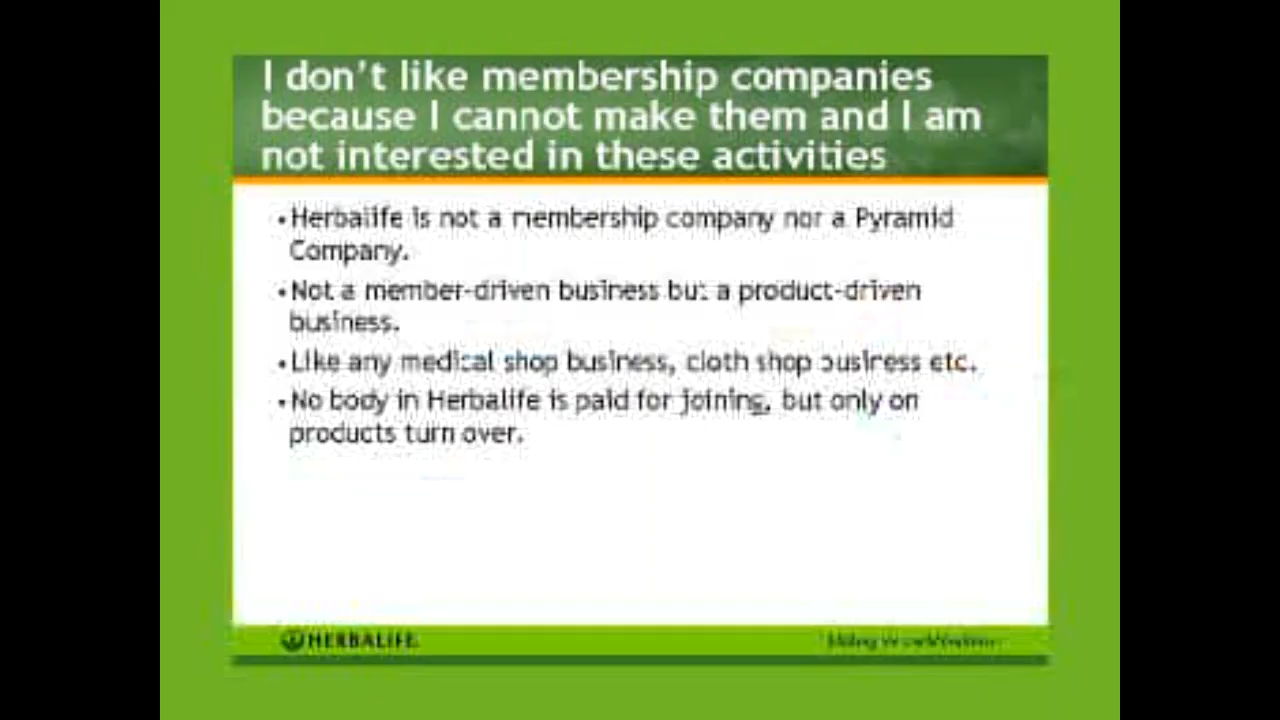 I don't like membership companies
because I cannot make them and I am
not interested in these activities
•Herbalife is not a membership company nor a Pyramid
Company.
•Not a member-driven business but a product-driven
business.
•Like any medical shop business, cloth shop business etc.
•No body in Herbalife is paid for joining, but only on
products turn over.
HERBALIFE